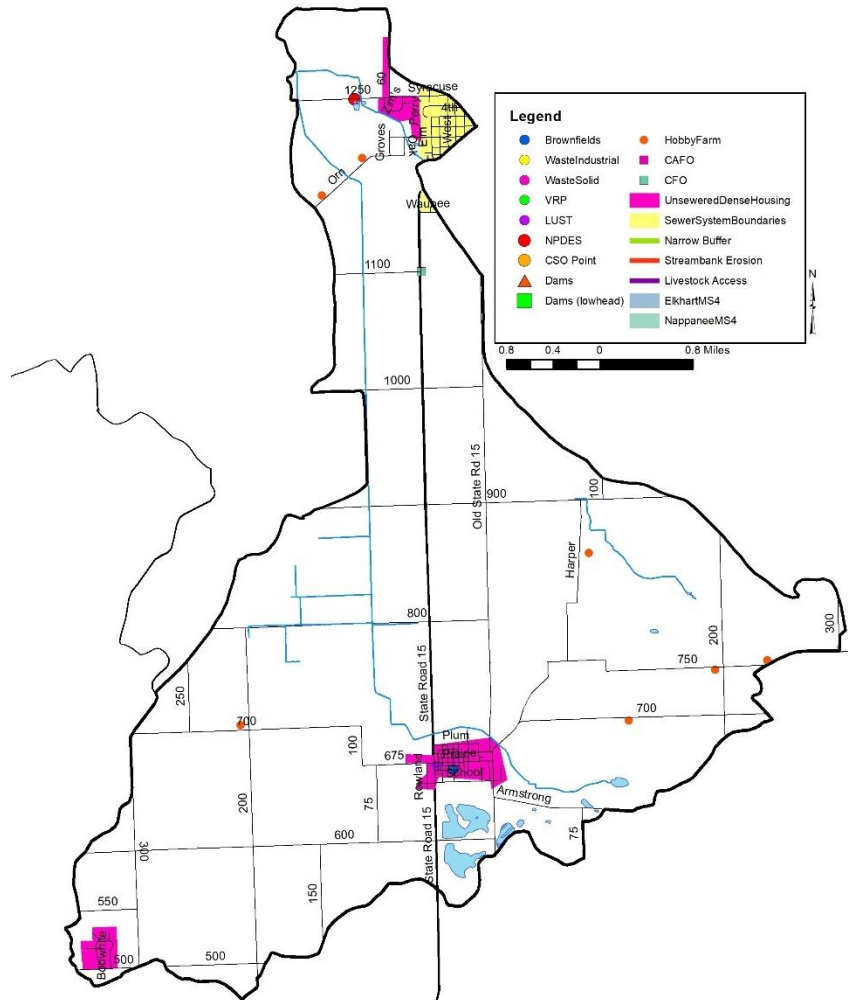 60
Syracuse
1250
Zim's
Perry
4th
Elm
West
Oak
Groves
Orn
Waupee
Legend
Brownfields
WasteIndustrial
WasteSolid
VRP
LUST
NPDES
CSO Point
Dams
Dams (lowhead)
HobbyFarm
CAFO
CFO
UnseweredDenseHousing
SewerSystemBoundaries
Narrow Buffer
Streambank Erosion
Livestock Access
ElkhartMS4
NappaneeMS4
N
0.8 0.4 0 0.8 Miles
1100
1000
Old State Rd 15
900
100
Harper
800
200
300
State Road 15
250
750
700
700
100
Plum
Prairie
675
School
Rowland
Armstrong
75
75
200
600
300
State Road 15
150
550
Bobwhite
500
500